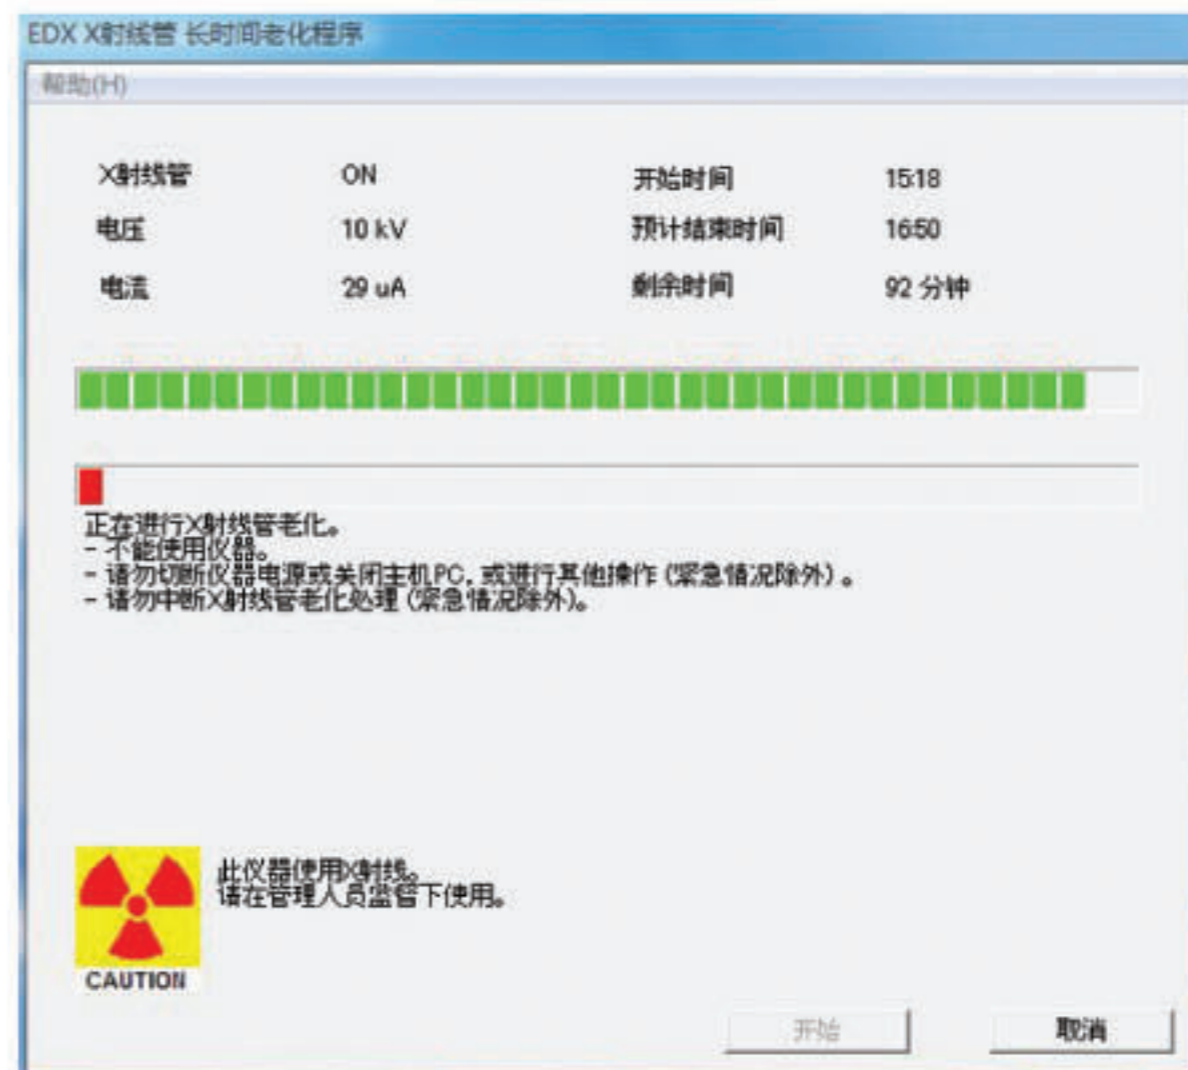 EDX X射线管 长时间老化程序
帮助(H)
X射线管 ON 开始时间 15:18
电压 10 kV 预计结束时间 16:50
电流 29 uA 剩余时间 92 分钟
正在进行X射线管老化。
- 不能使用仪器。
- 请勿切断仪器电源或关闭主机PC, 或进行其他操作 (紧急情况除外) 。
- 请勿中断X射线管老化处理 (紧急情况除外)。
此仪器使用X射线。
请在管理人员监督下使用。
CAUTION
开始 取消